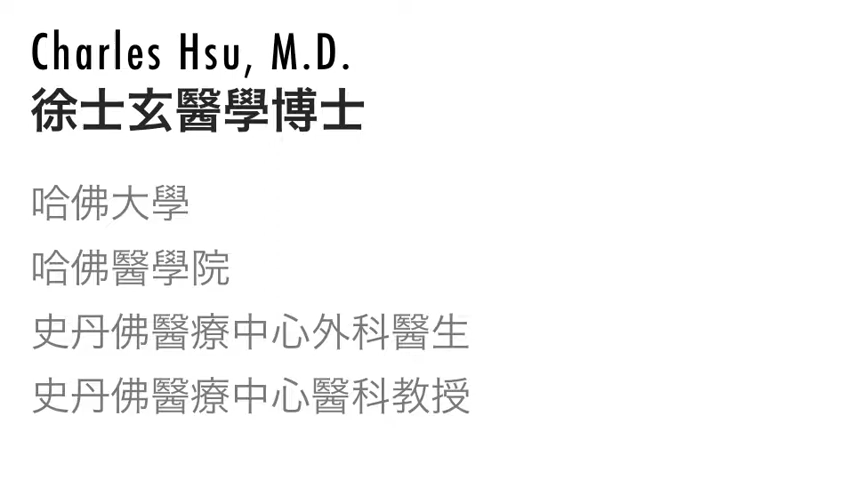 Charles Hsu, M.D.
徐士玄醫學博士
哈佛大學
哈佛醫學院
史丹佛醫療中心外科醫生
史丹佛醫療中心醫科教授